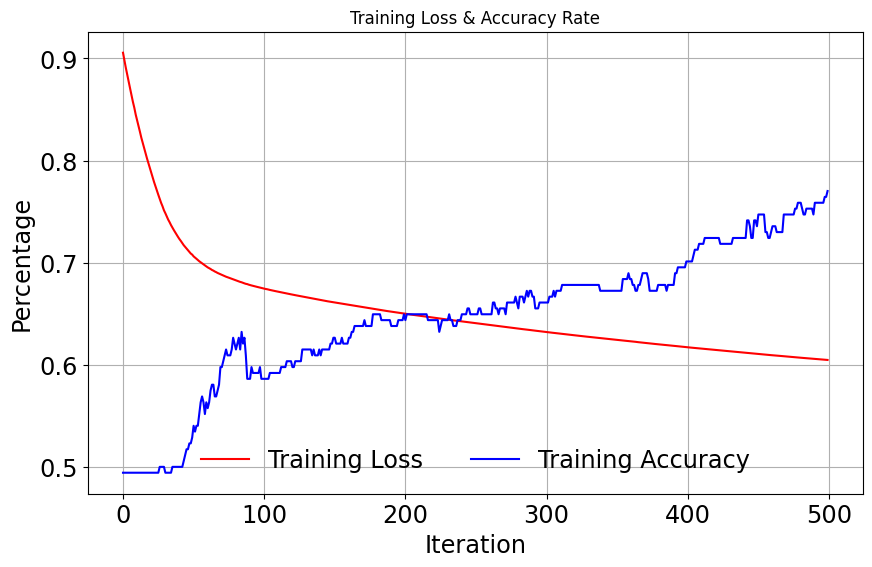 Training Loss & Accuracy Rate
Percentage
0.9
0.8
0.7
0.6
0.5
Training Loss Training Accuracy
0 100 200 300 400 500
Iteration